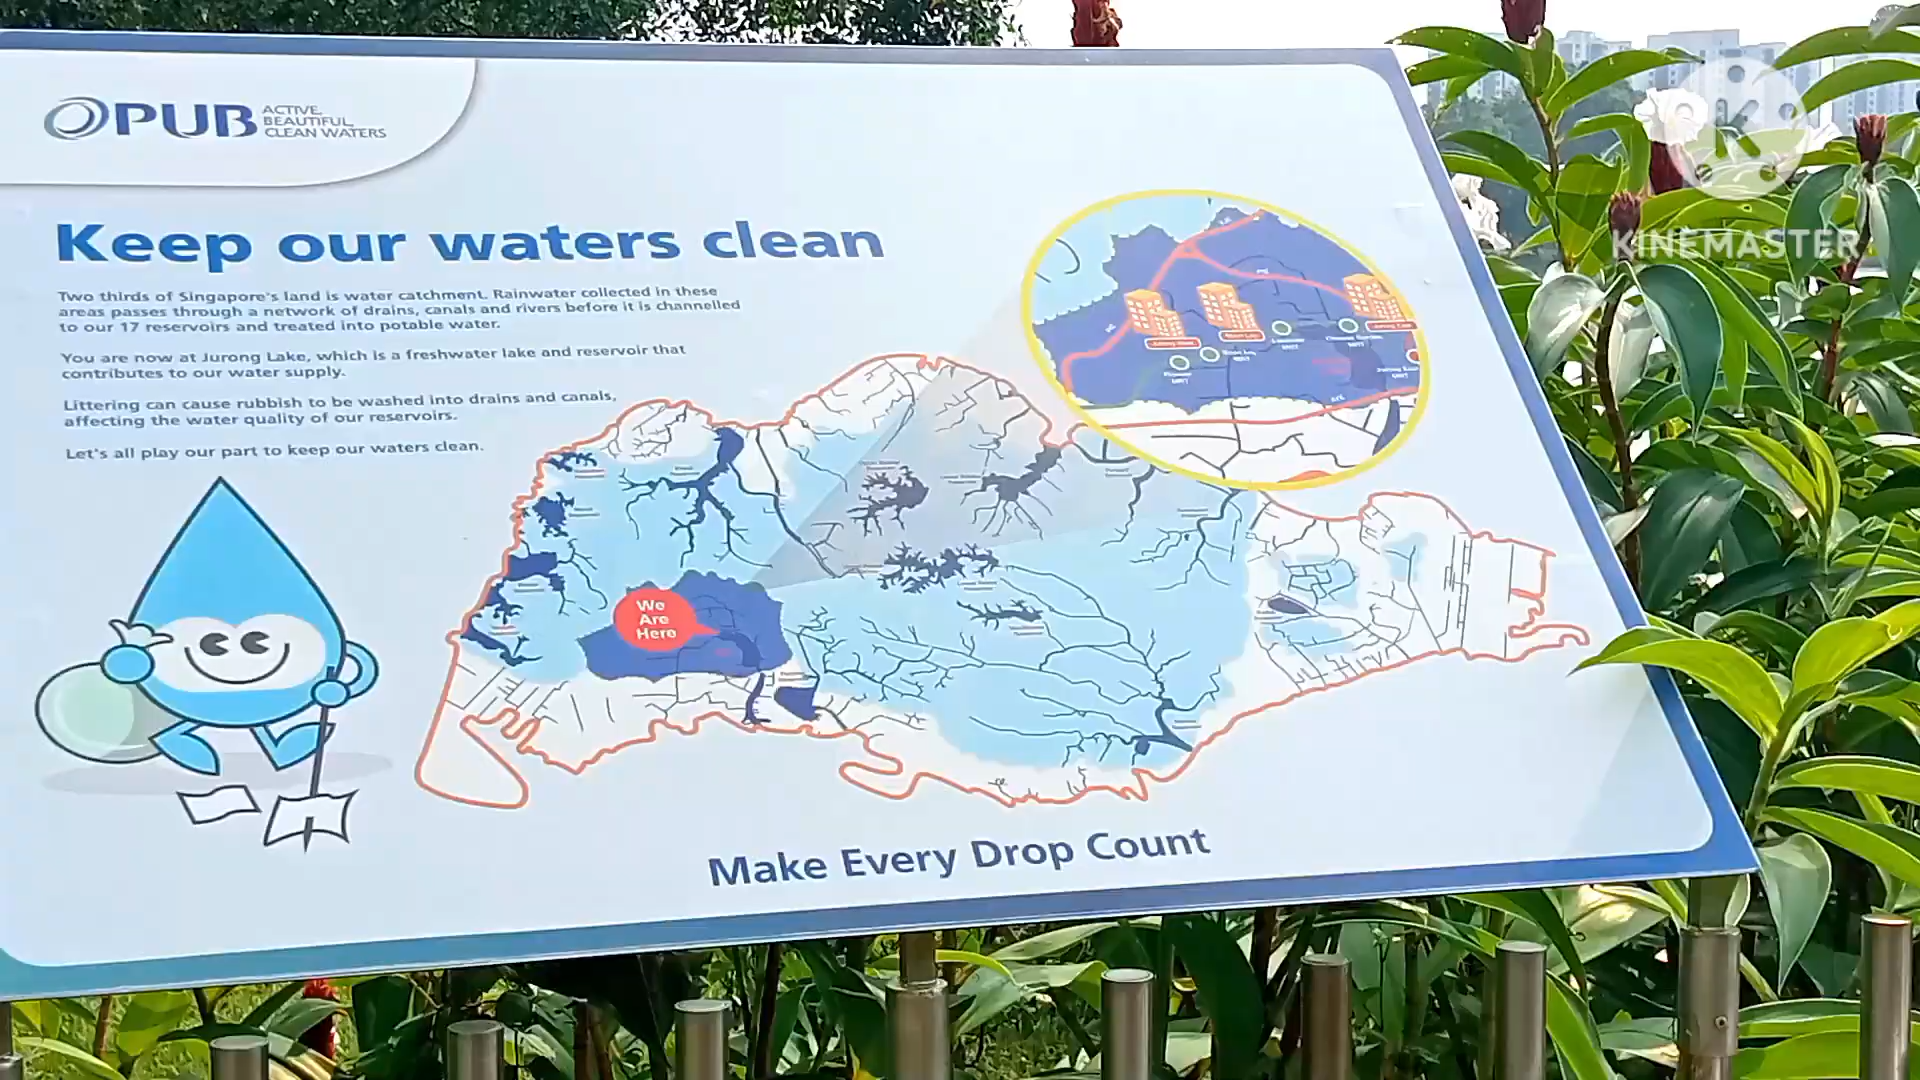 PUB
ACTIVE,
BEAUTIFUL,
CLEAN WATERS
Keep our waters clean
Two thirds of Singapore's land is water catchment. Rainwater collected in these
areas passes through a network of drains, canals and rivers before it is channelled
to our 17 reservoirs and treated into potable water.
You are now at Jurong Lake, which is a freshwater lake and reservoir that
contributes to our water supply.
Littering can cause rubbish to be washed into drains and canals,
affecting the water quality of our reservoirs.
Let's all play our part to keep our waters clean.
We
Are
Here
Make Every Drop Count
KINEMASTER